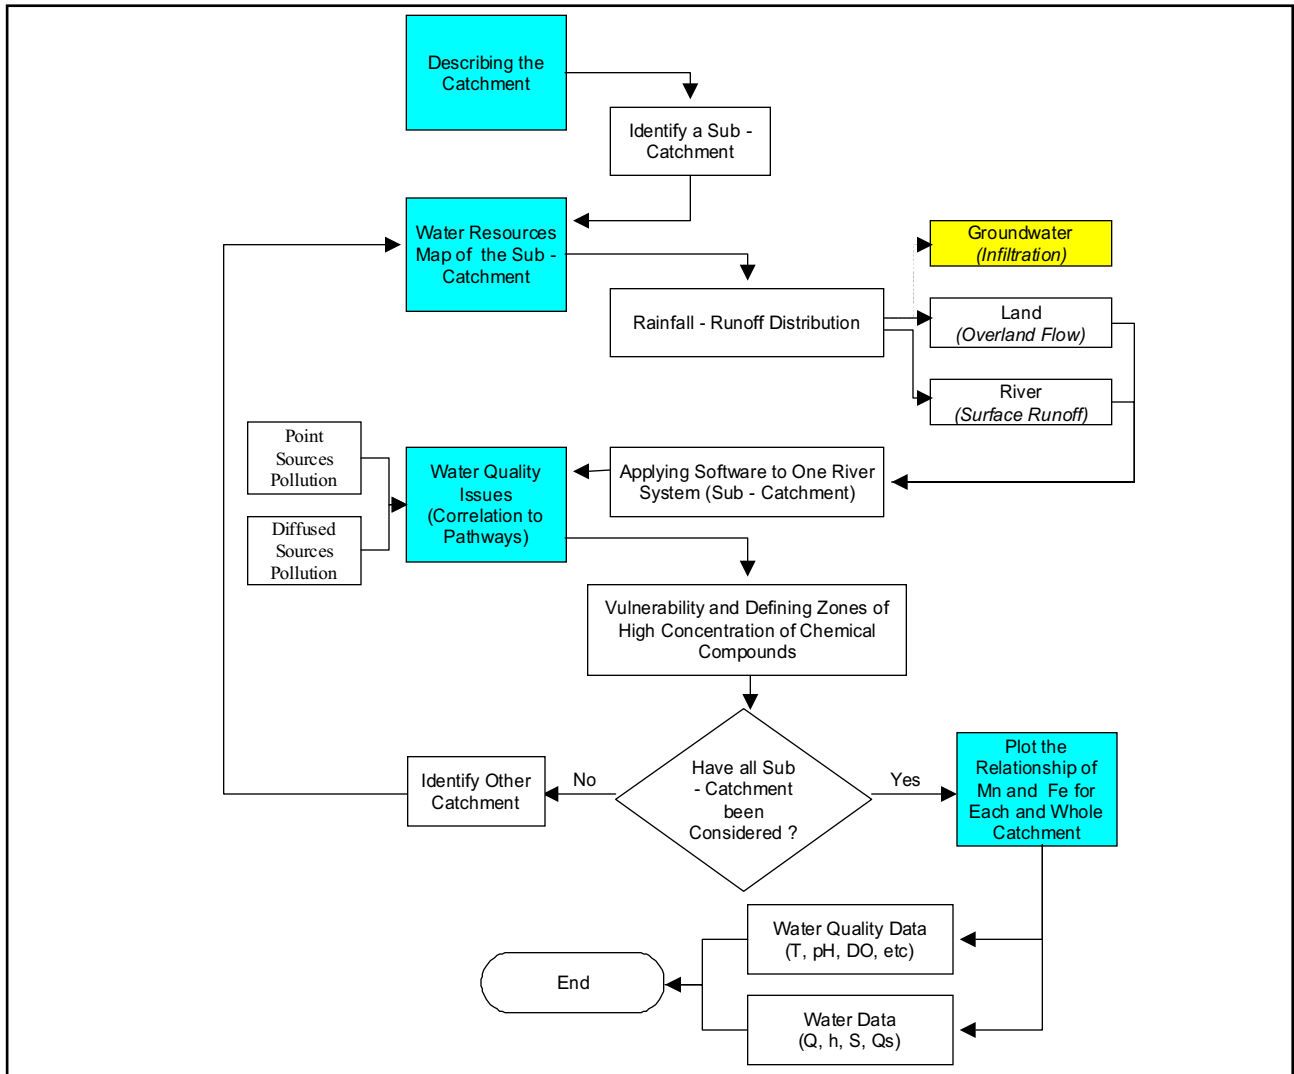 Describing the
Catchment
Identify a Sub -
Catchment
Water Resources
Map of the Sub -
Catchment
Groundwater
(Infiltration)
Rainfall - Runoff Distribution
Land
(Overland Flow)
River
(Surface Runoff)
Point
Sources
Pollution
Water Quality
Issues
(Correlation to
Pathways)
Applying Software to One River
System (Sub - Catchment)
Diffused
Sources
Pollution
Vulnerability and Defining Zones of
High Concentration of Chemical
Compounds
Identify Other
Catchment
No
Have all Sub
- Catchment
been
Considered ?
Yes
Plot the
Relationship of
Mn and Fe for
Each and Whole
Catchment
Water Quality Data
(T, pH, DO, etc)
End
Water Data
(Q, h, S, Qs)